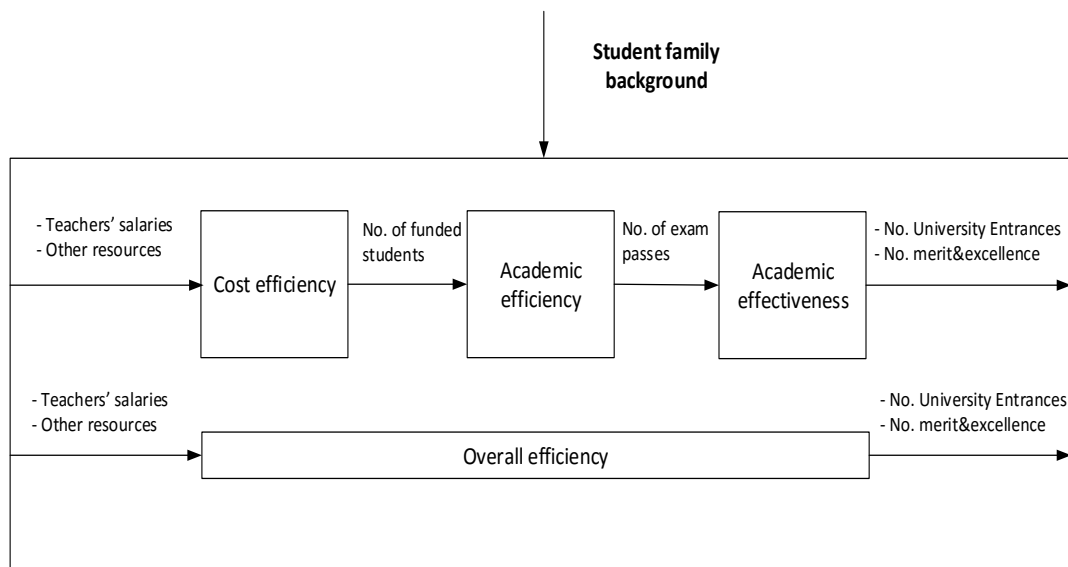 Student family
background
- Teachers' salaries
- Other resources
Cost efficiency
No. of funded
students
Academic
efficiency
No. of exam
passes
Academic
effectiveness
- No. University Entrances
- No. merit&excellence
- Teachers' salaries
- Other resources
Overall efficiency
- No. University Entrances
- No. merit&excellence